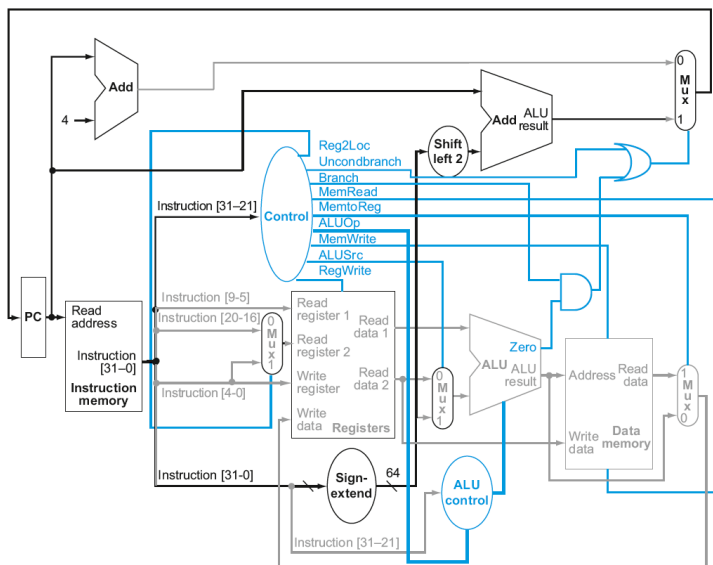 Add
4
0
M
u
x
1
Add
ALU
result
Shift
left 2
Reg2Loc
Uncondbranch
Branch
MemRead
MemtoReg
ALUOp
MemWrite
ALUSrc
RegWrite
Control
Instruction [31–21]
PC
Read
address
Instruction
[31–0]
Instruction
memory
Instruction [9-5]
Instruction [20-16]
Instruction [4-0]
0
M
u
x
1
Read
register 1
Read
register 2
Write
register
Write
data
Read
data 1
Read
data 2
Registers
0
M
u
x
1
Zero
ALU
ALU
result
Address
Read
data
Write
data
Data
memory
1
M
u
x
0
Instruction [31-0]
Sign-
extend
64
ALU
control
Instruction [31–21]